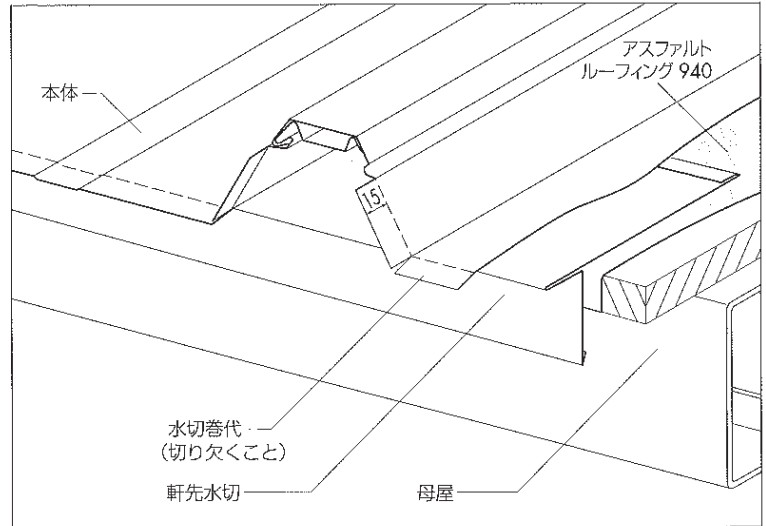 アスファルト
ルーフィング 940
本体
15
水切巻代
(切り欠くこと)
軒先水切
母屋